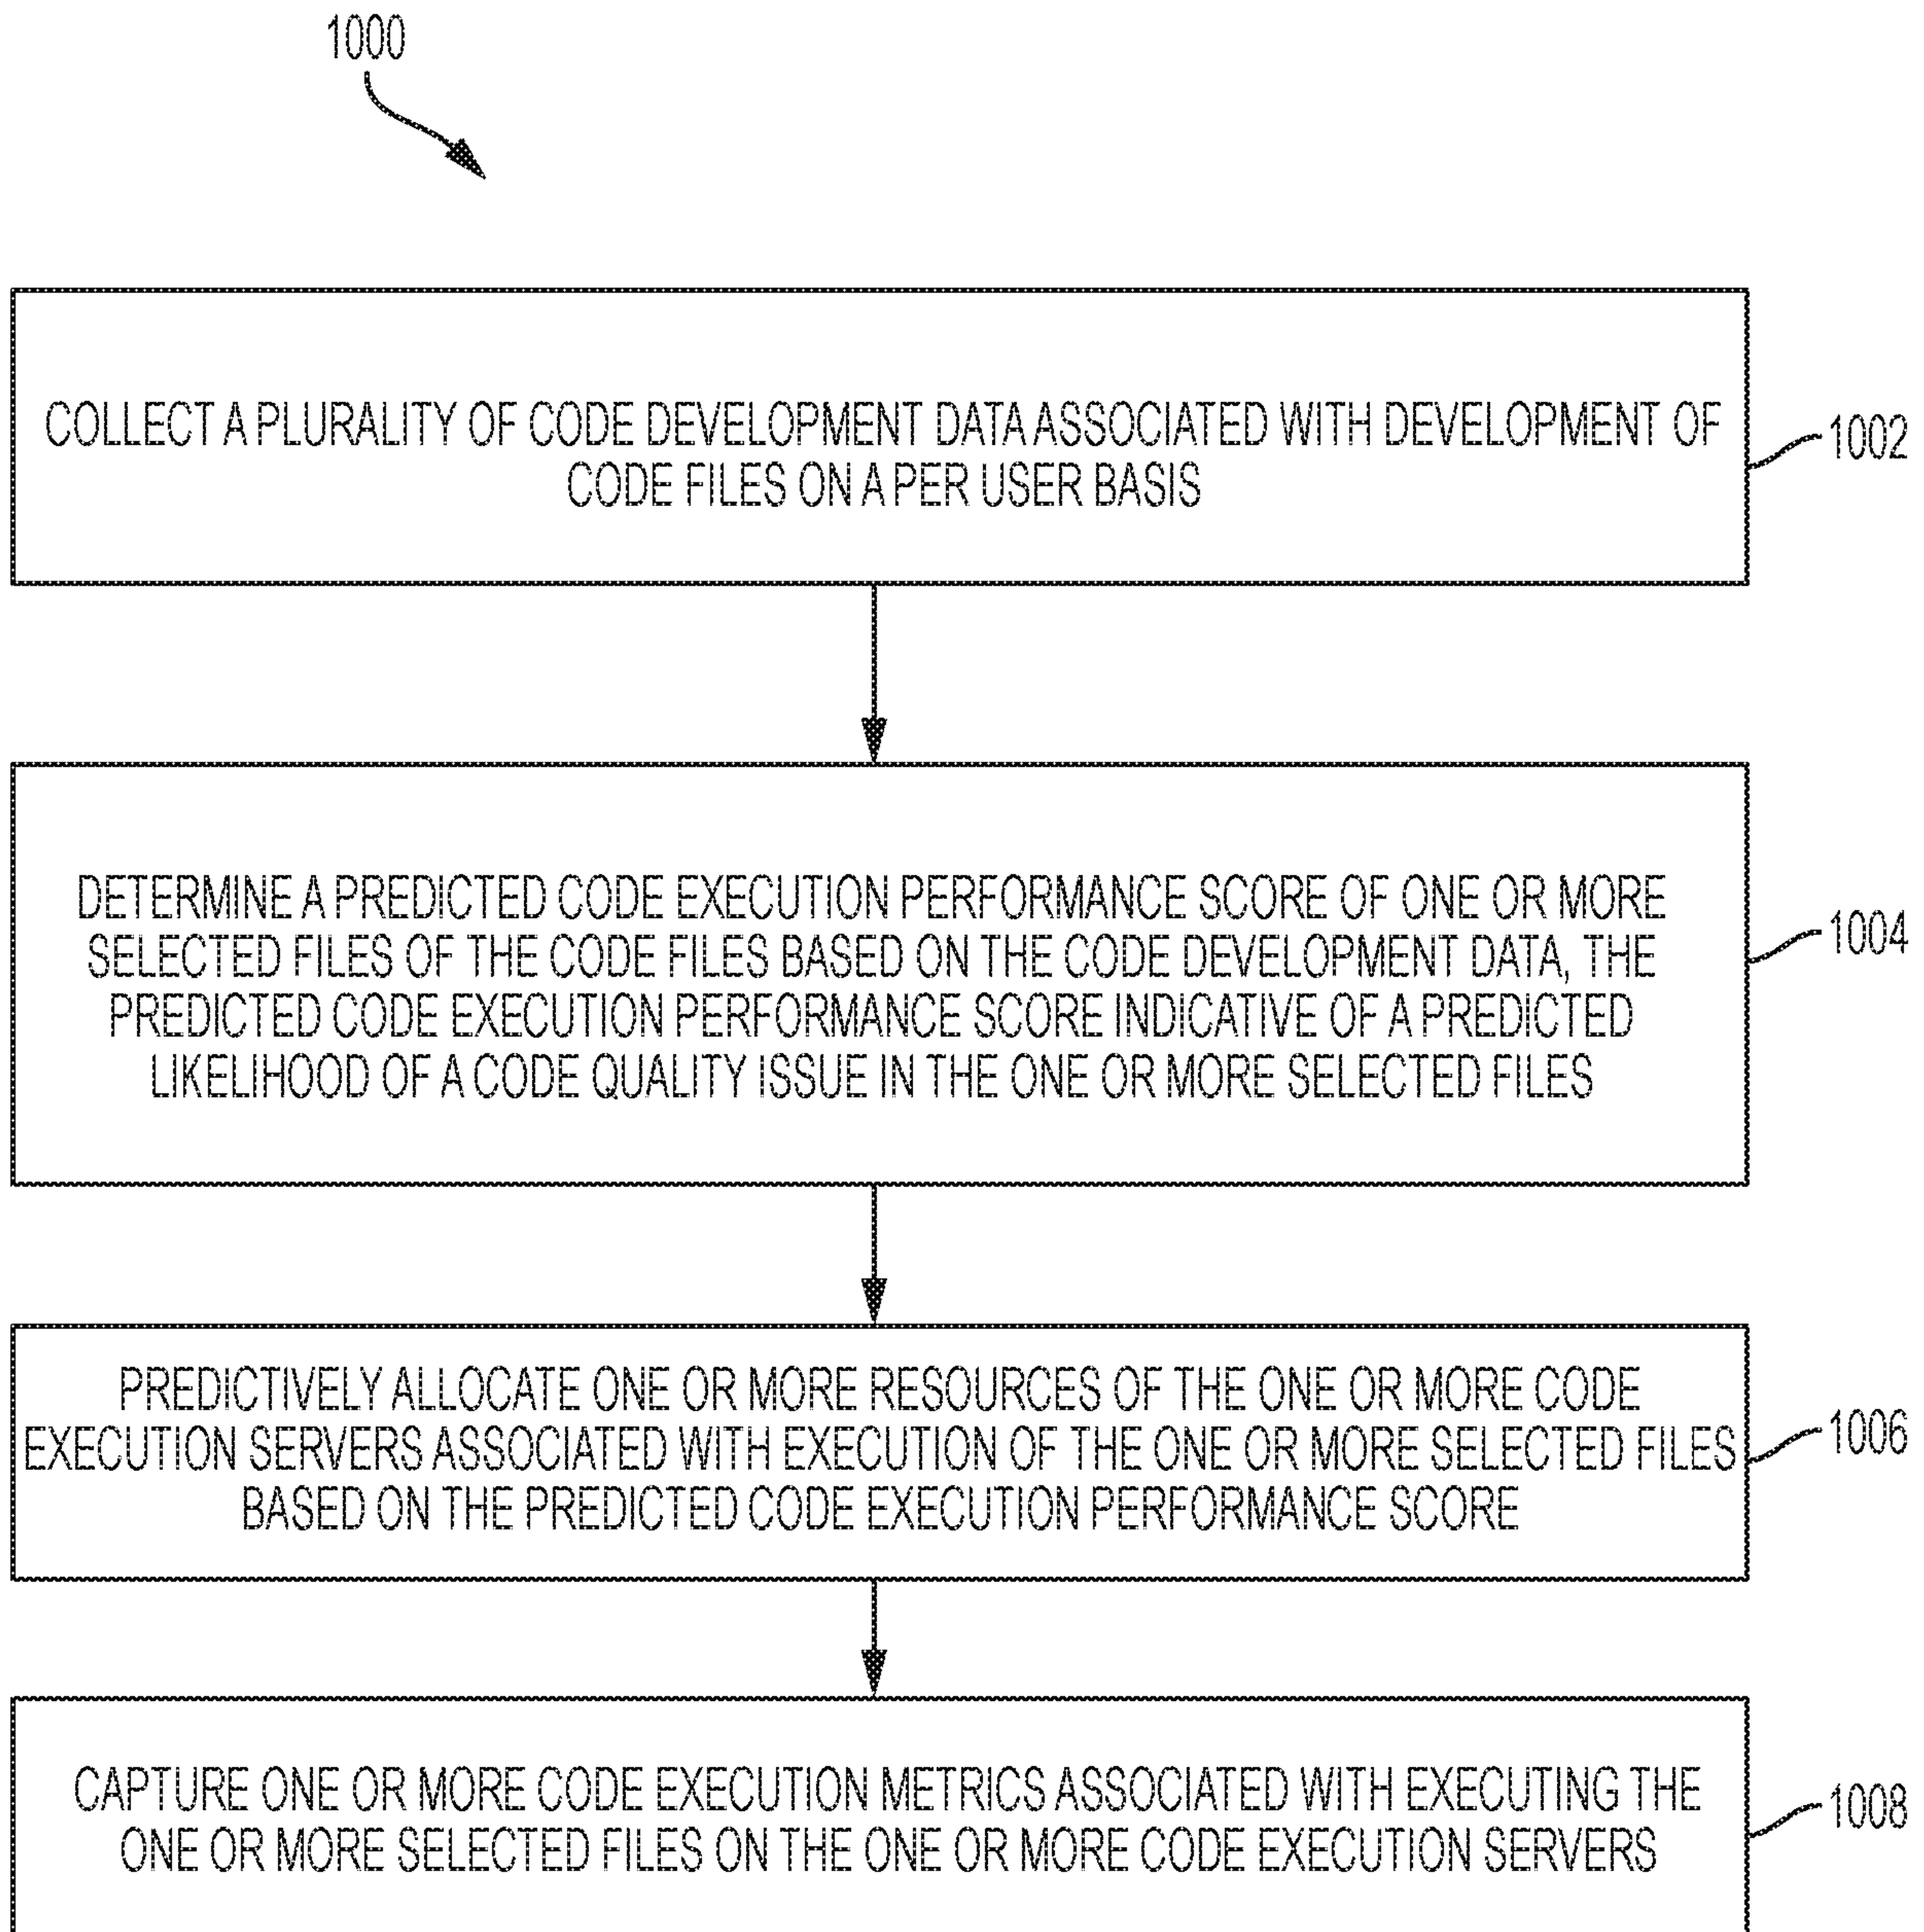 1000
COLLECT A PLURALITY OF CODE DEVELOPMENT DATA ASSOCIATED WITH DEVELOPMENT OF
CODE FILES ON A PER USER BASIS
1002
DETERMINE A PREDICTED CODE EXECUTION PERFORMANCE SCORE OF ONE OR MORE
SELECTED FILES OF THE CODE FILES BASED ON THE CODE DEVELOPMENT DATA, THE
PREDICTED CODE EXECUTION PERFORMANCE SCORE INDICATIVE OF A PREDICTED
LIKELIHOOD OF A CODE QUALITY ISSUE IN THE ONE OR MORE SELECTED FILES
1004
PREDICTIVELY ALLOCATE ONE OR MORE RESOURCES OF THE ONE OR MORE CODE
EXECUTION SERVERS ASSOCIATED WITH EXECUTION OF THE ONE OR MORE SELECTED FILES
BASED ON THE PREDICTED CODE EXECUTION PERFORMANCE SCORE
1006
CAPTURE ONE OR MORE CODE EXECUTION METRICS ASSOCIATED WITH EXECUTING THE
ONE OR MORE SELECTED FILES ON THE ONE OR MORE CODE EXECUTION SERVERS
1008